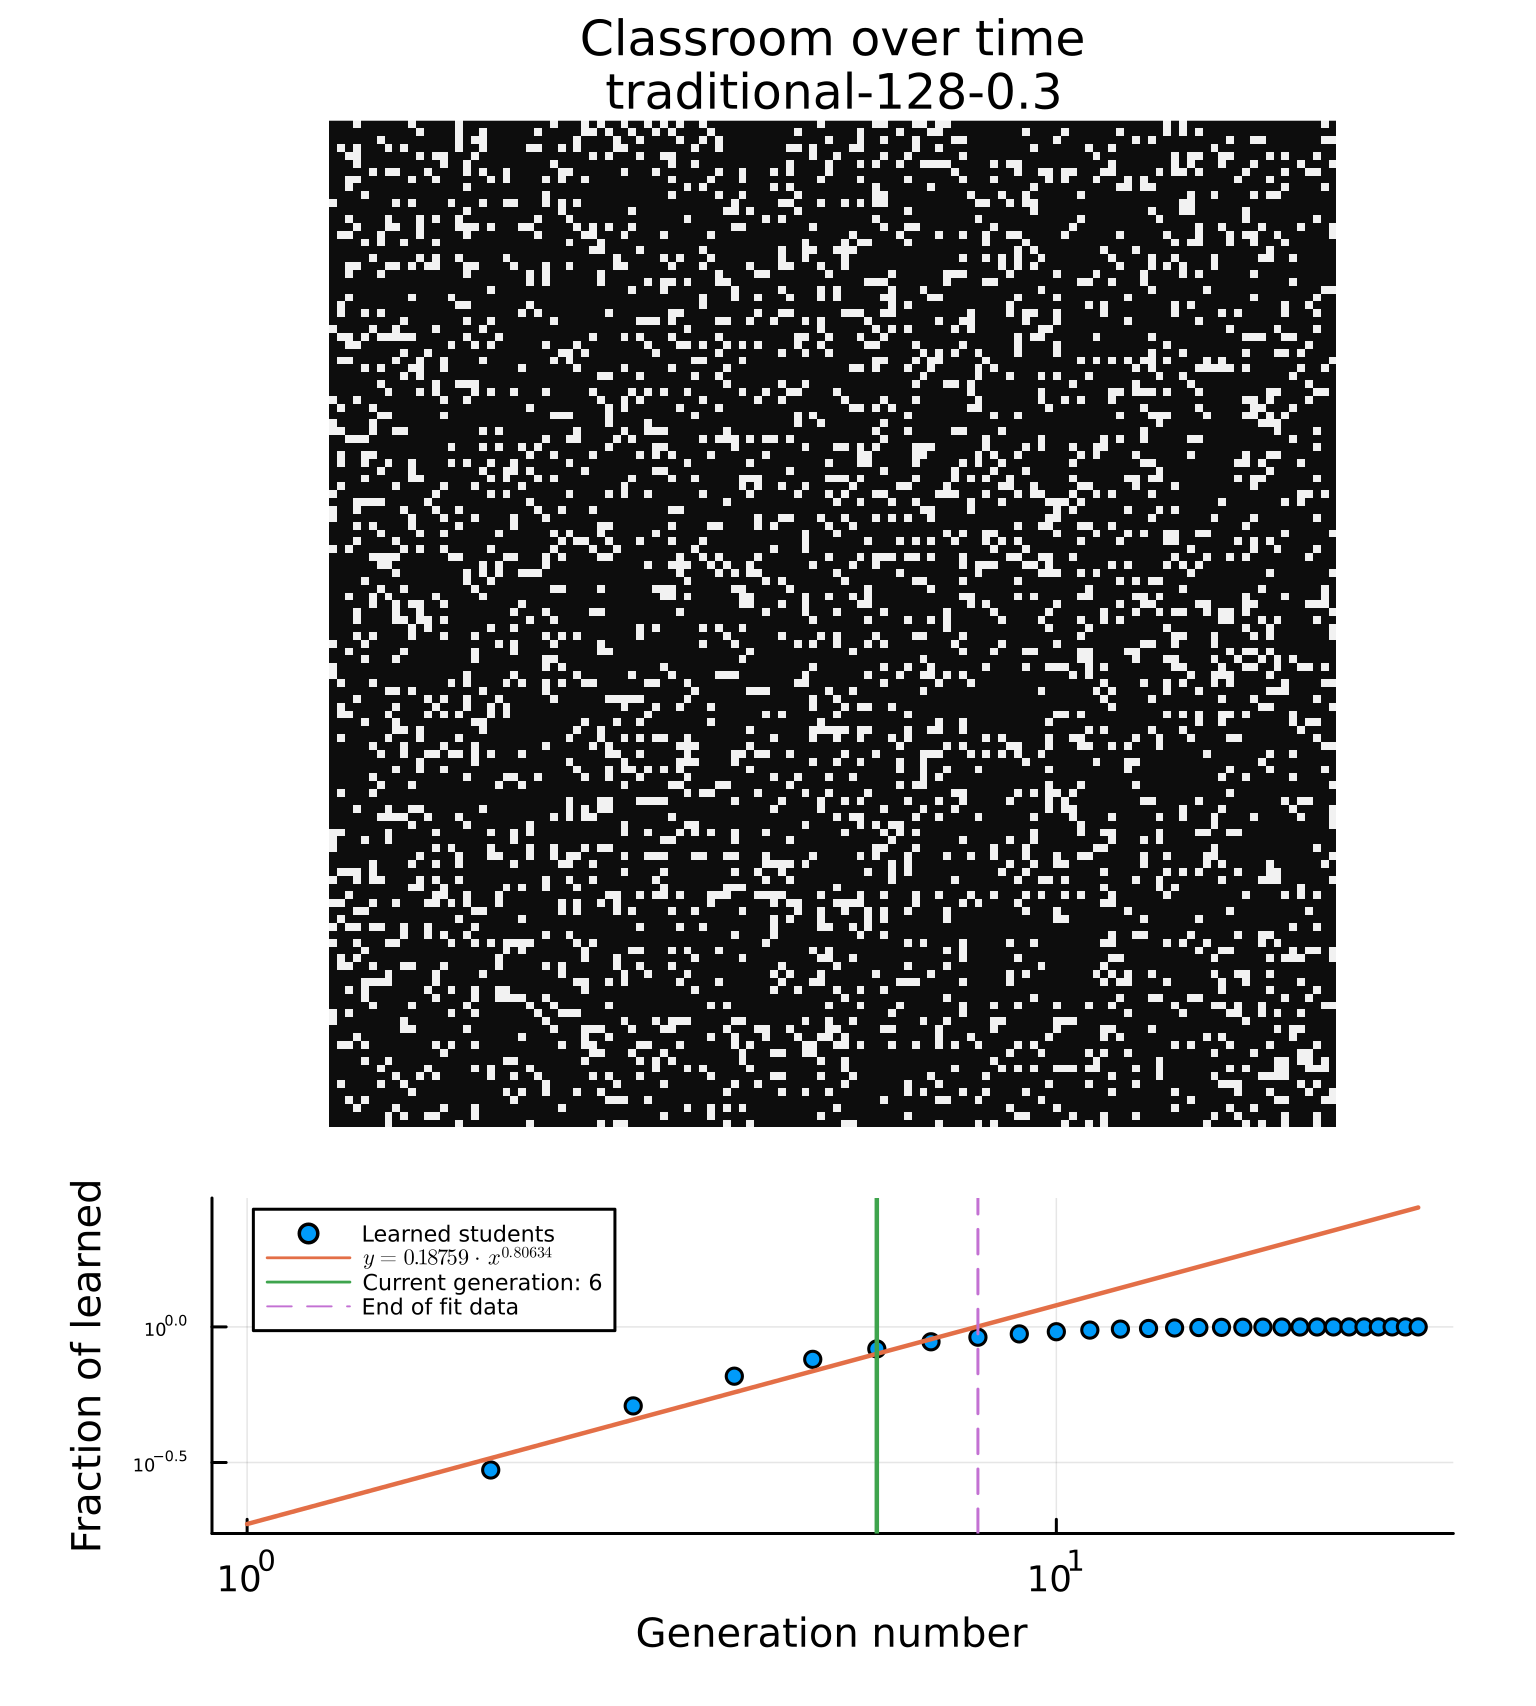 Classroom over time
traditional-128-0.3
Fraction of learned
Learned students
y = 0.18759 · x^0.80634
Current generation: 6
End of fit data
10^0.0
10^−0.5
10^0
10^1
Generation number